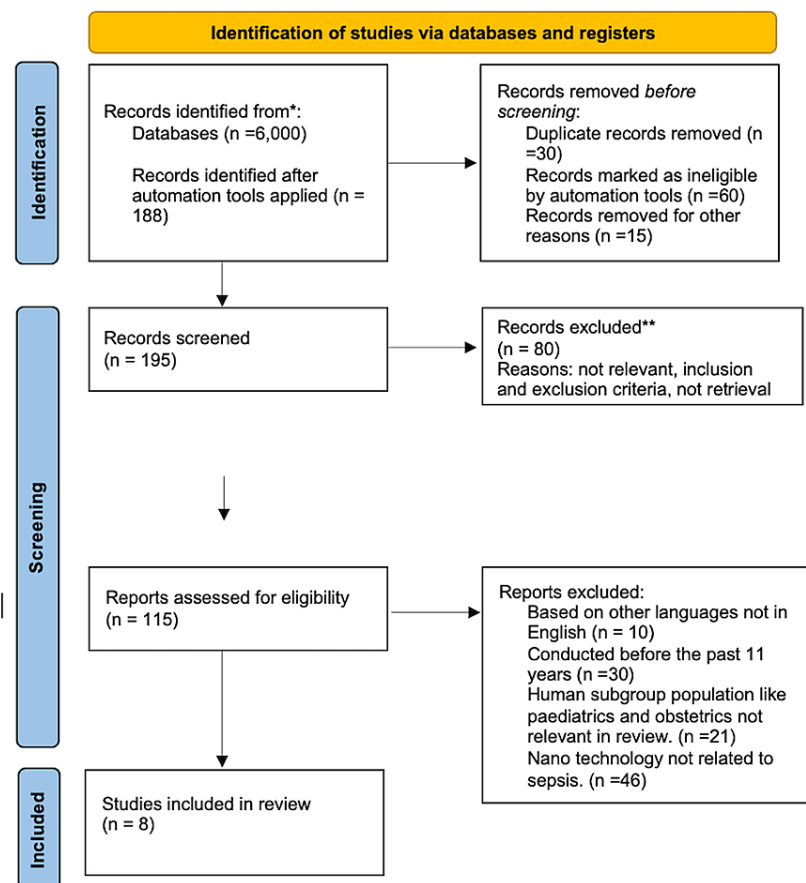 Identification of studies via databases and registers
Identification
Records identified from*:
Databases (n =6,000)
Records identified after
automation tools applied (n =
188)
Records removed before
screening:
Duplicate records removed (n
=30)
Records marked as ineligible
by automation tools (n =60)
Records removed for other
reasons (n =15)
Screening
Records screened
(n = 195)
Records excluded**
(n = 80)
Reasons: not relevant, inclusion
and exclusion criteria, not retrieval
Reports assessed for eligibility
(n = 115)
Reports excluded:
Based on other languages not in
English (n = 10)
Conducted before the past 11
years (n =30)
Human subgroup population like
paediatrics and obstetrics not
relevant in review. (n =21)
Nano technology not related to
sepsis. (n =46)
Included
Studies included in review
(n = 8)